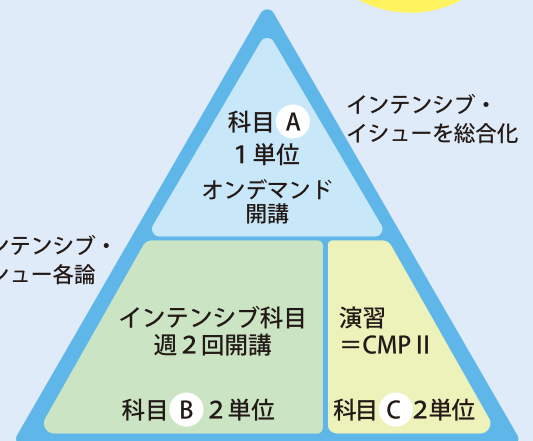 科目 A
1単位
オンデマンド
開講
インテンシブ・
イシューを総合化
ンテンシブ・
シュー各論
インテンシブ科目
週2回開講
科目 B 2単位
演習
＝CMP II
科目 C 2単位